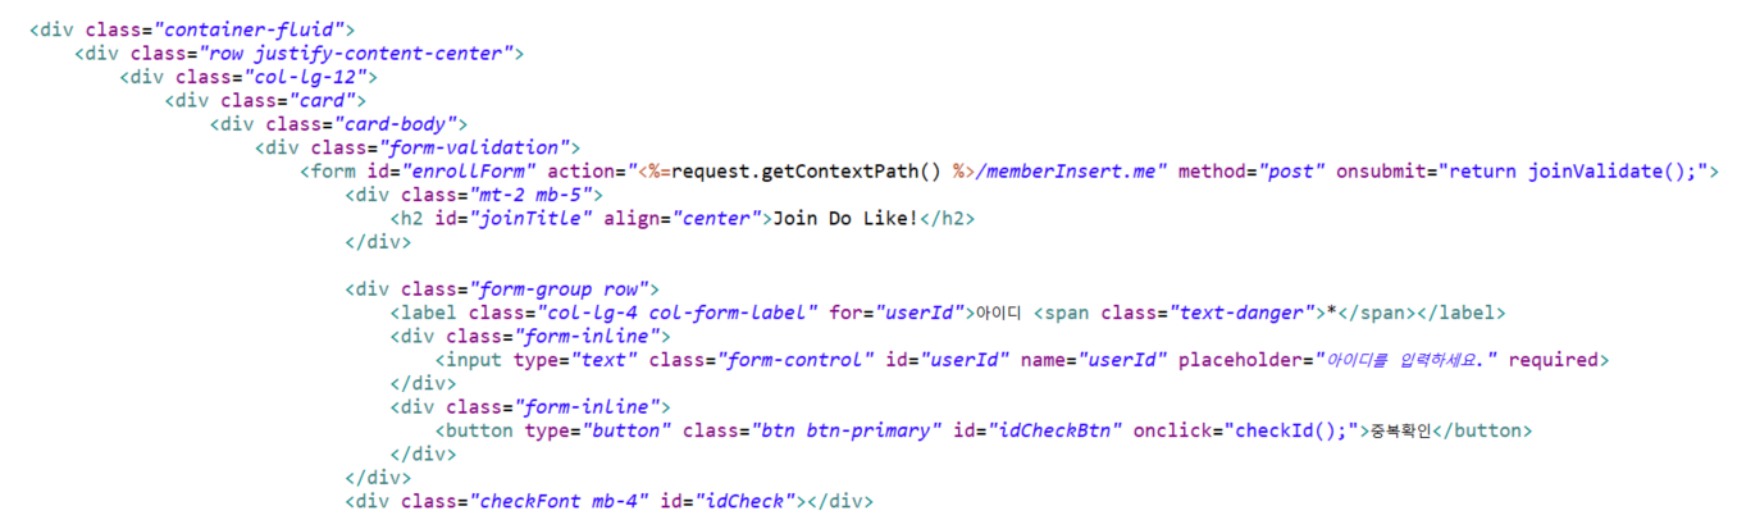 <div class="container-fluid">
<div class="row justify-content-center">
<div class="col-lg-12">
<div class="card">
<div class="card-body">
<div class="form-validation">
<form id="enrollForm" action="<%=request.getContextPath() %>/memberInsert.me" method="post" onsubmit="return joinValidate();">
<div class="mt-2 mb-5">
<h2 id="joinTitle" align="center">Join Do Like!</h2>
</div>
<div class="form-group row">
<label class="col-lg-4 col-form-label" for="userId">아이디 <span class="text-danger">*</span></label>
<div class="form-inline">
<input type="text" class="form-control" id="userId" name="userId" placeholder="아이디를 입력하세요." required>
</div>
<div class="form-inline">
<button type="button" class="btn btn-primary" id="idCheckBtn" onclick="checkId();">중복확인</button>
</div>
</div>
<div class="checkFont mb-4" id="idCheck"></div>